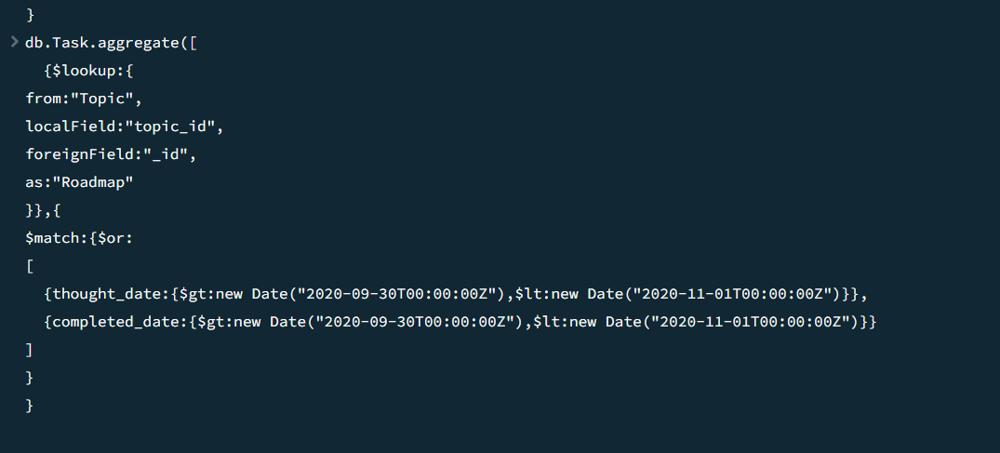 }
db.Task.aggregate([
{$lookup:{
from:"Topic",
localField:"topic_id",
foreignField:"_id",
as:"Roadmap"
}},{
$match:{$or:
[
{thought_date:{$gt:new Date("2020-09-30T00:00:00Z"),$lt:new Date("2020-11-01T00:00:00Z")}},
{completed_date:{$gt:new Date("2020-09-30T00:00:00Z"),$lt:new Date("2020-11-01T00:00:00Z")}}
]
}
}